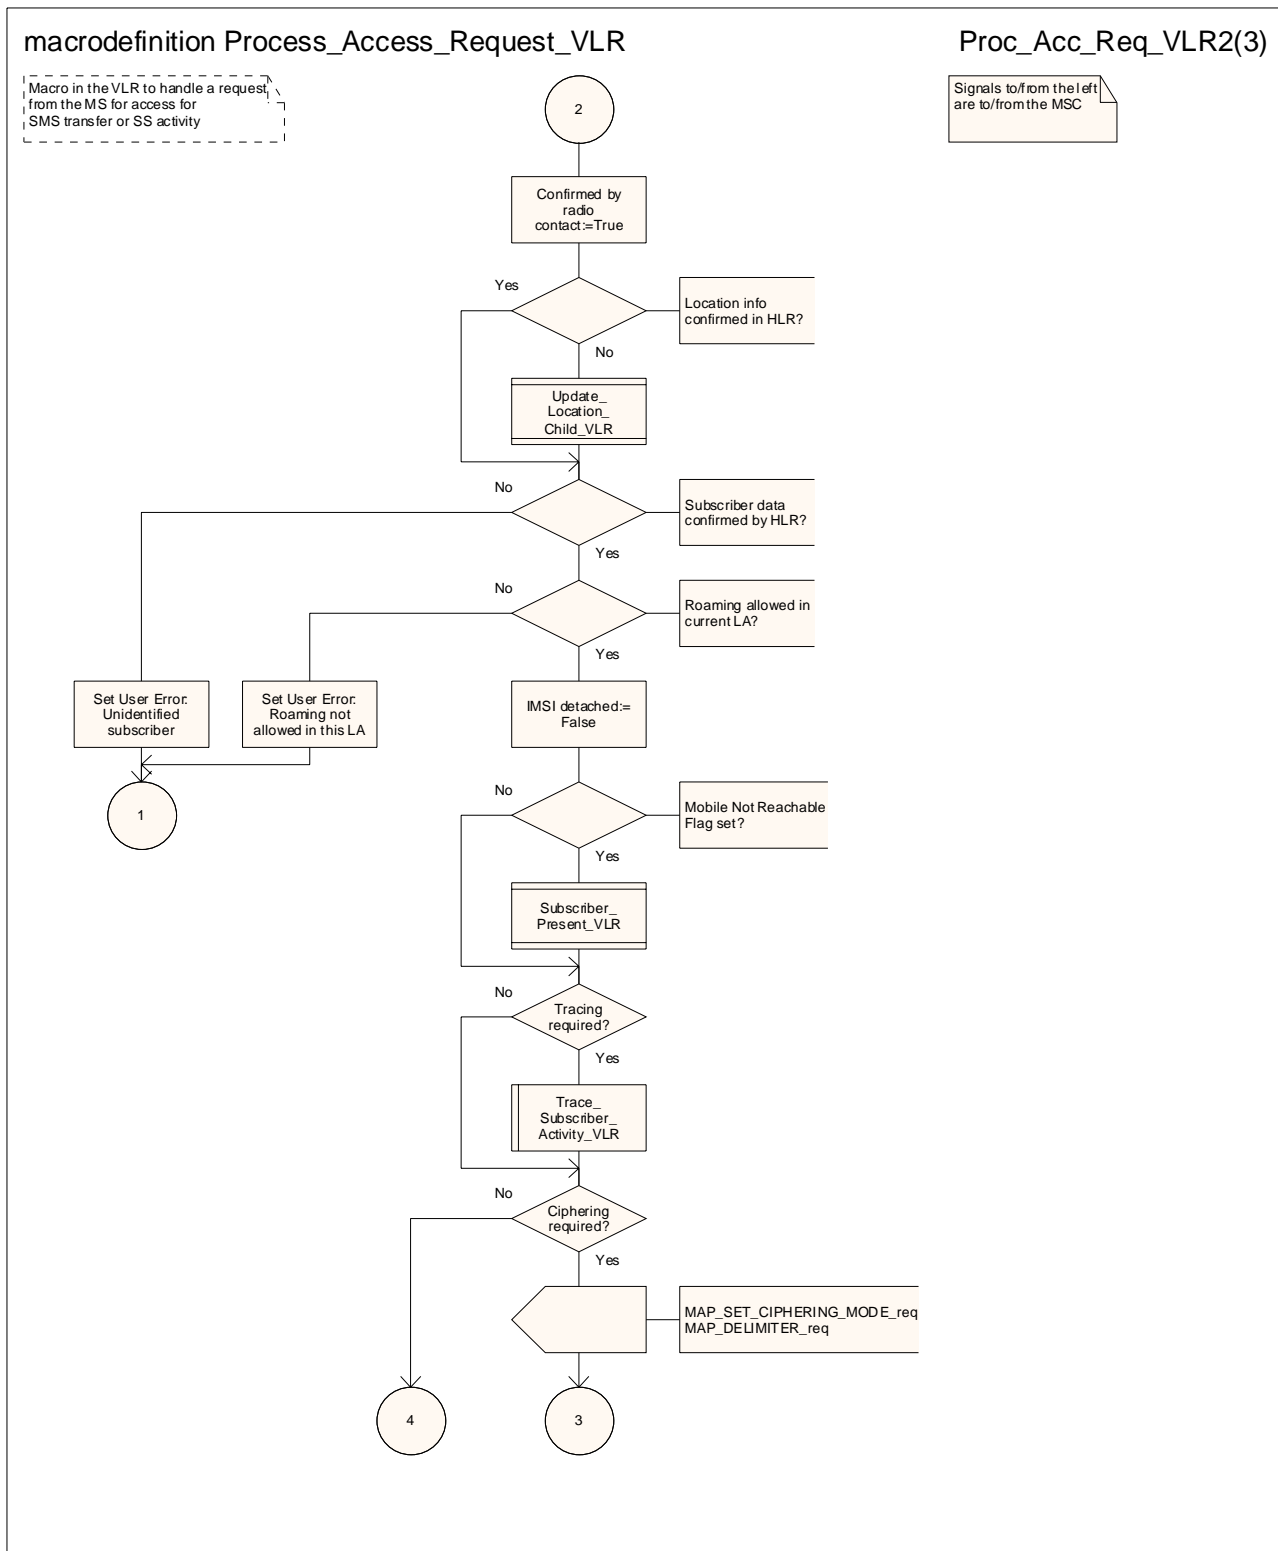 macrodefinition Process_Access_Request_VLR
Proc_Acc_Req_VLR2(3)
Macro in the VLR to handle a request
from the MS for access for
SMS transfer or SS activity
2
Signals to/from the left
are to/from the MSC
Confirmed by
radio
contact:=True
Yes
Location info
confirmed in HLR?
No
Update_
Location_
Child_VLR
No
Subscriber data
confirmed by HLR?
Yes
No
Roaming allowed in
current LA?
Yes
Set User Error:
Unidentified
subscriber
Set User Error:
Roaming not
allowed in this LA
IMSI detached:=
False
1
No
Mobile Not Reachable
Flag set?
Yes
Subscriber_
Present_VLR
No
Tracing
required?
Yes
Trace_
Subscriber_
Activity_VLR
No
Ciphering
required?
Yes
MAP_SET_CIPHERING_MODE_req
MAP_DELIMITER_req
4
3